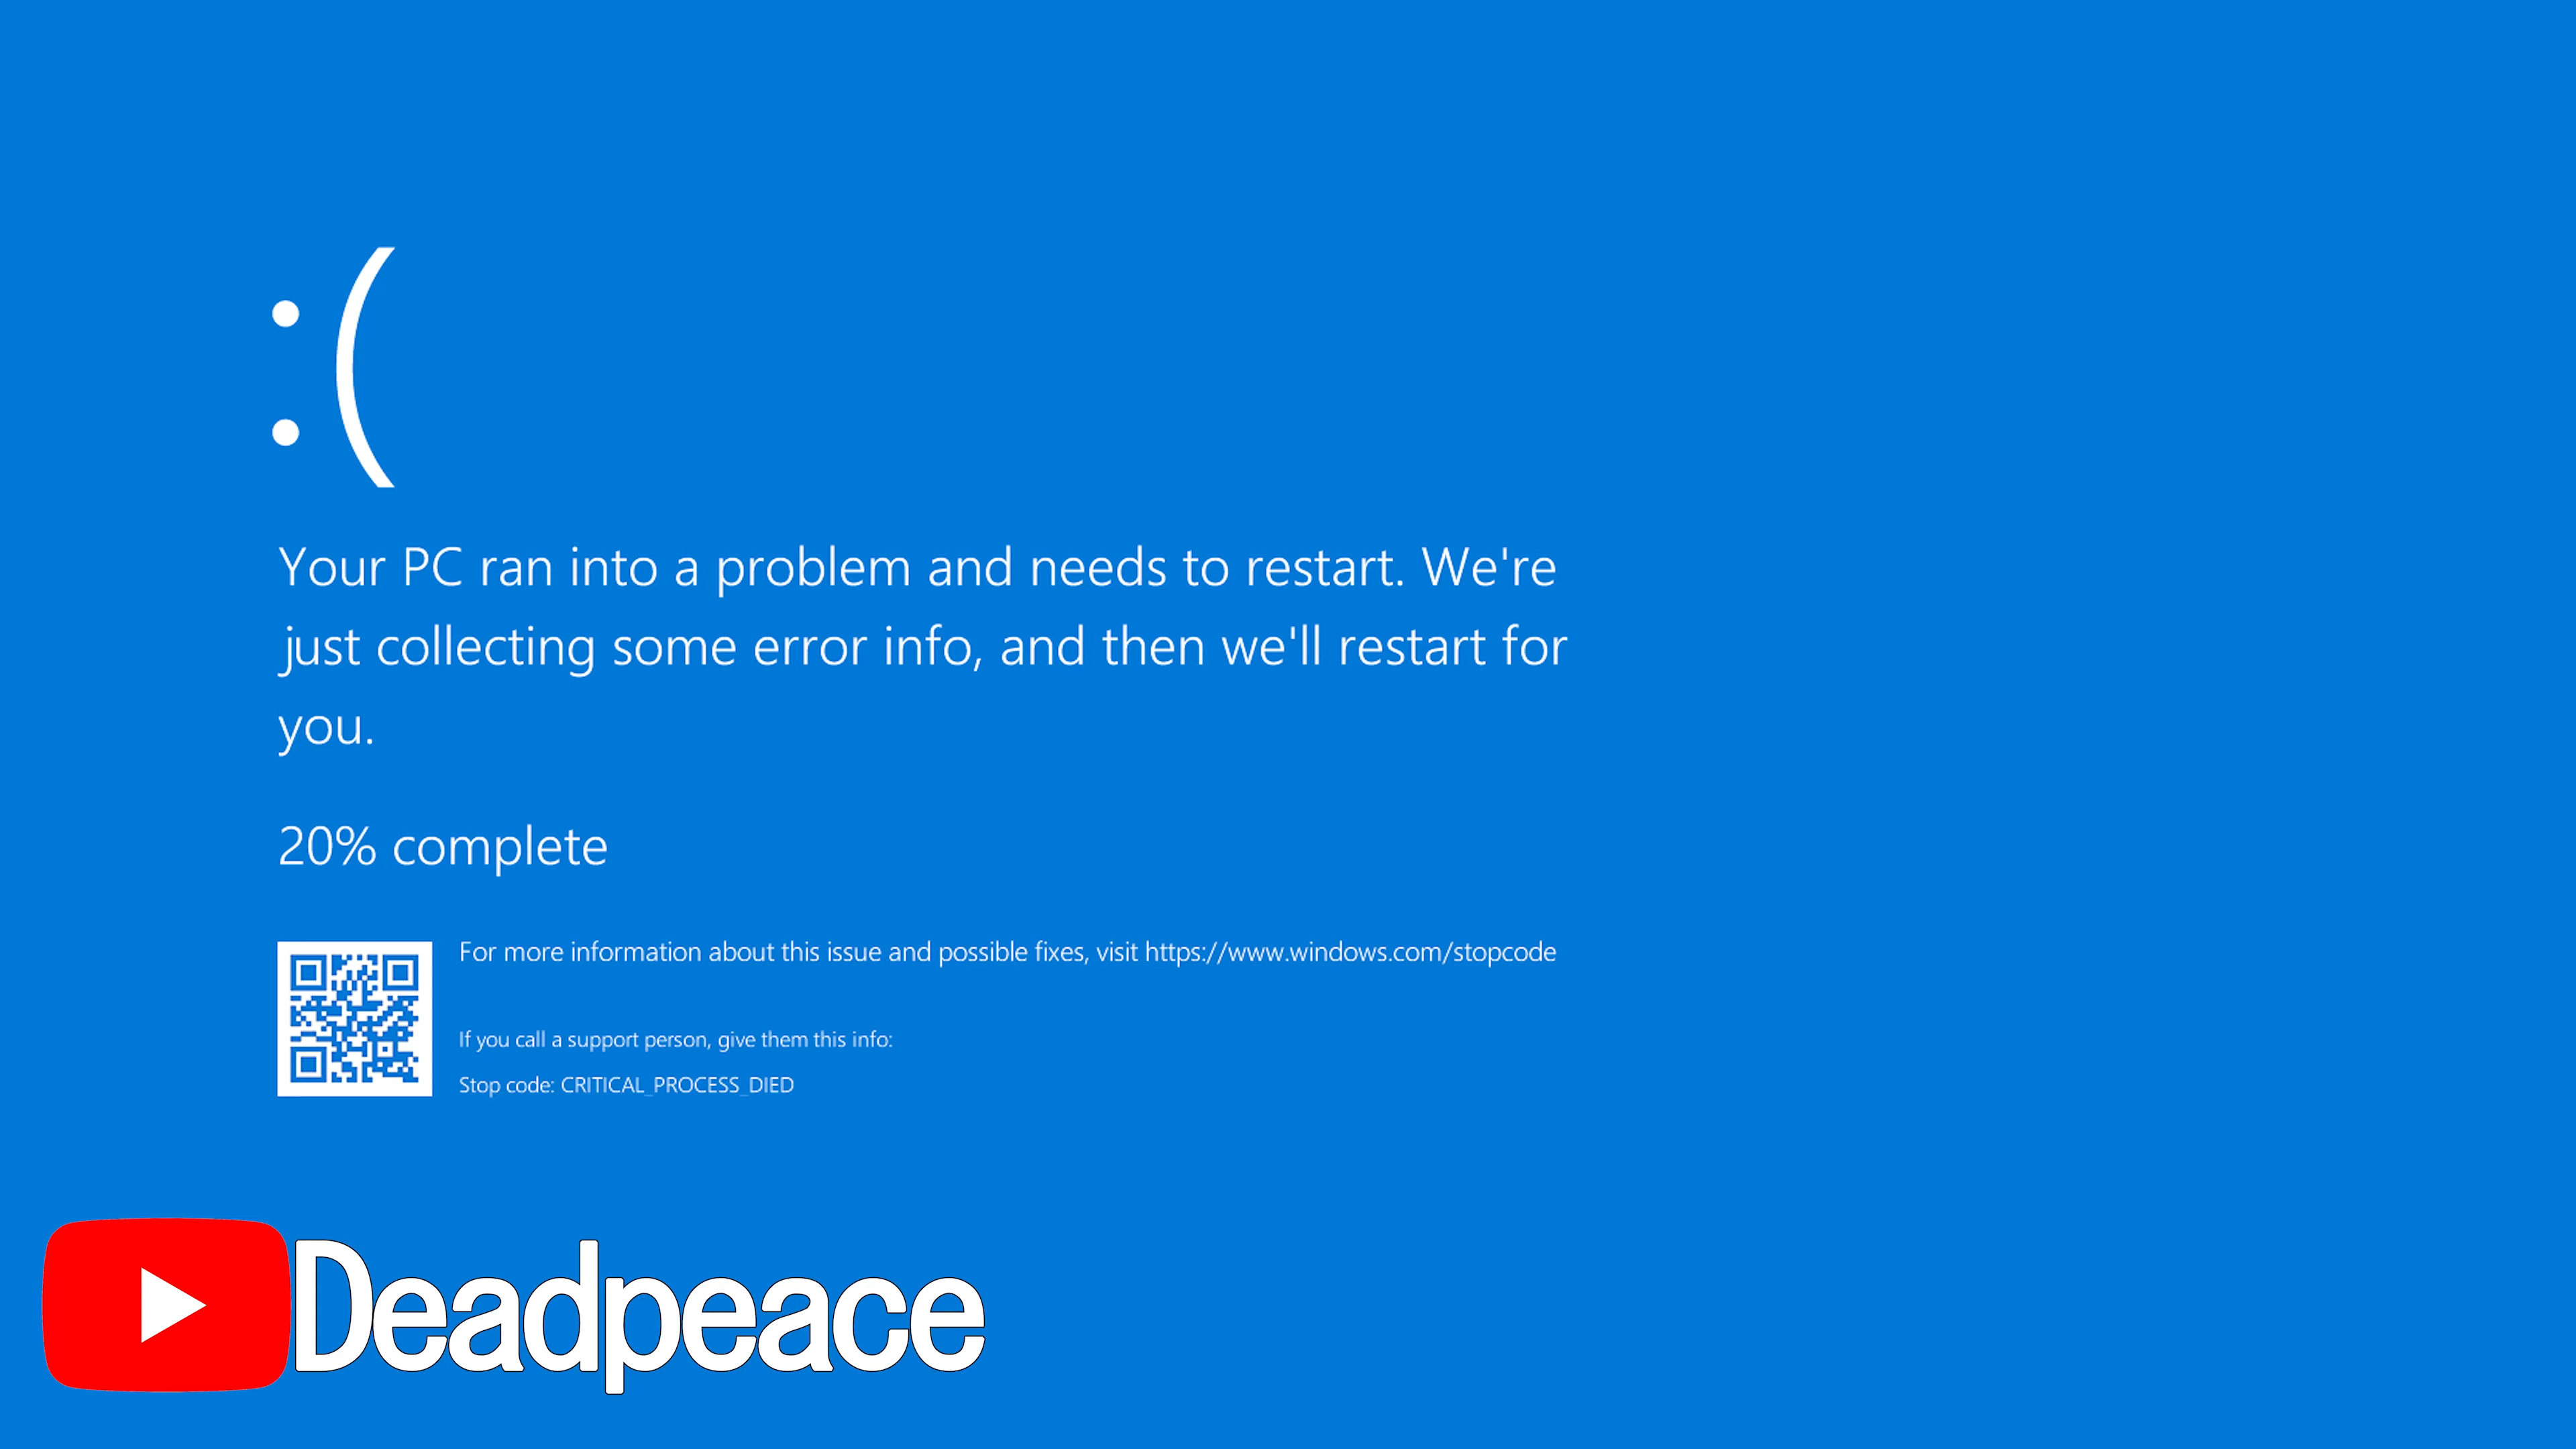 :(
Your PC ran into a problem and needs to restart. We're
just collecting some error info, and then we'll restart for
you.
20% complete
For more information about this issue and possible fixes, visit https://www.windows.com/stopcode
If you call a support person, give them this info:
Stop code: CRITICAL_PROCESS_DIED
Deadpeace